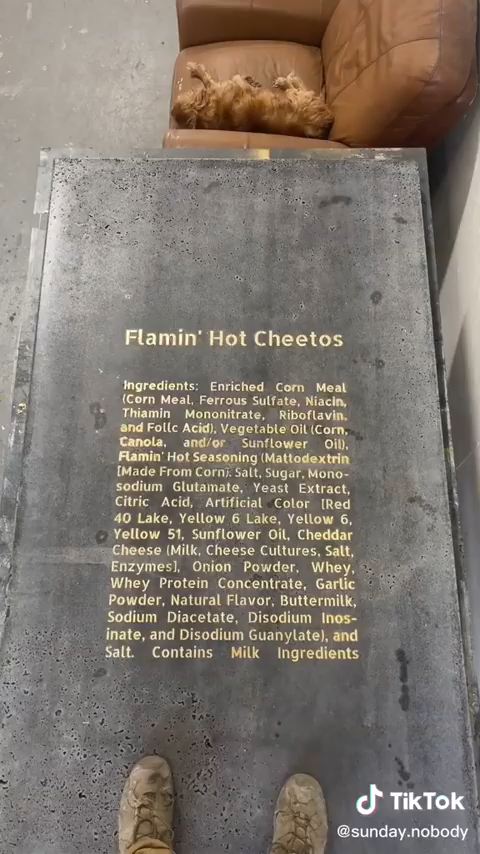 Flamin' Hot Cheetos
Ingredients: Enriched Corn Meal
(Corn Meal, Ferrous Sulfate, Niacin,
Thiamin Mononitrate, Riboflavin.
and Folic Acid), Vegetable Oil (Corn,
Canola, and/or Sunflower Oil),
Flamin' Hot Seasoning (Maltodextrin
[Made From Corn]. Salt, Sugar, Mono-
sodium Glutamate, Yeast Extract,
Citric Acid, Artificial Color [Red
40 Lake, Yellow 6 Lake, Yellow 6,
Yellow 5], Sunflower Oil, Cheddar
Cheese [Milk, Cheese Cultures, Salt,
Enzymes], Onion Powder, Whey,
Whey Protein Concentrate, Garlic
Powder, Natural Flavor, Buttermilk,
Sodium Diacetate, Disodium Inos-
inate, and Disodium Guanylate), and
Salt. Contains Milk Ingredients
TikTok
@sunday.nobody